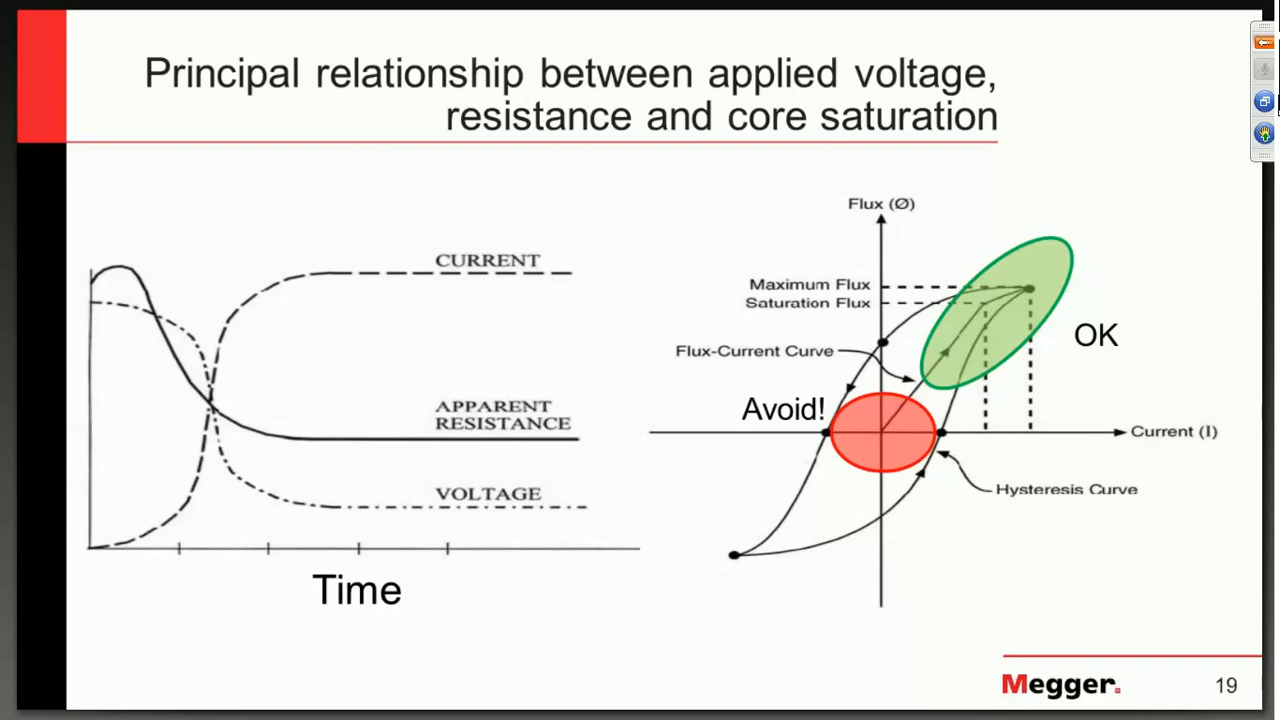 Principal relationship between applied voltage,
resistance and core saturation
CURRENT
APPARENT
RESISTANCE
VOLTAGE
Time
Flux (Ø)
Maximum Flux
Saturation Flux
Flux-Current Curve
OK
Avoid!
Current (I)
Hysteresis Curve
Megger.
19